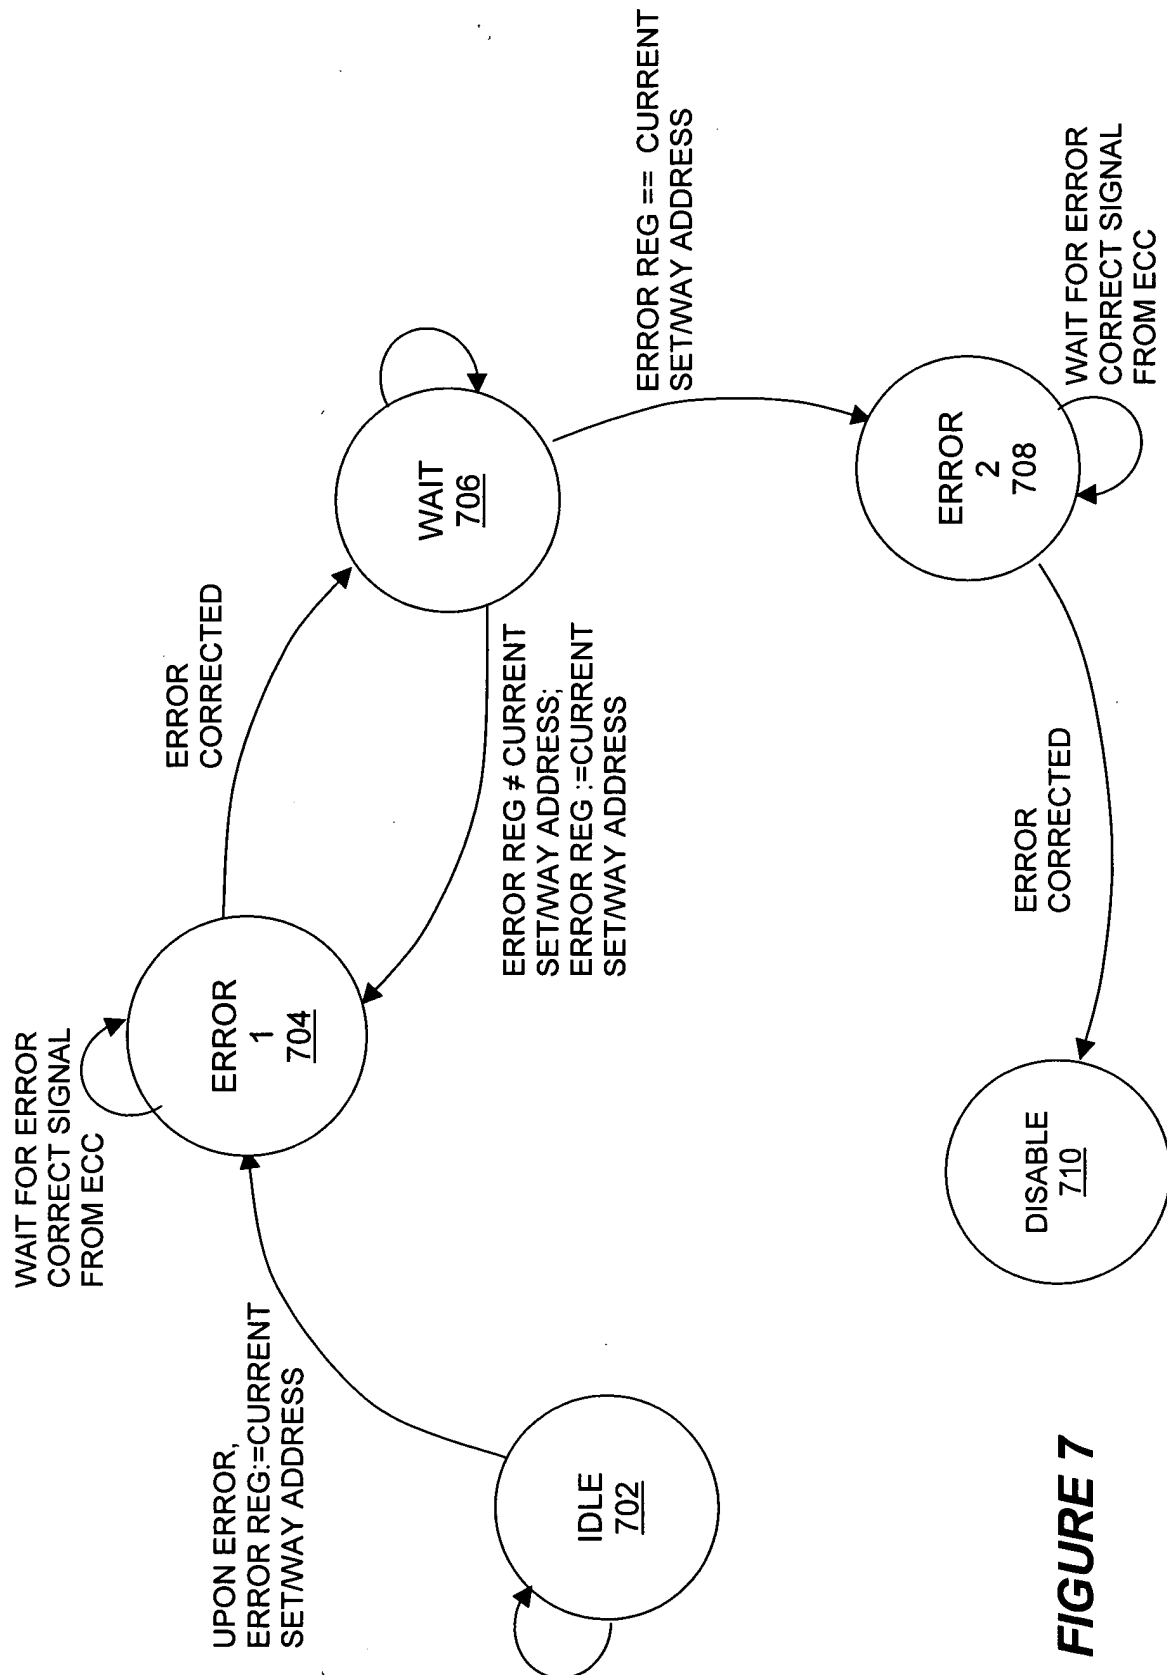 WAIT FOR ERROR
CORRECT SIGNAL
FROM ECC
UPON ERROR,
ERROR REG:=CURRENT
SET/WAY ADDRESS
ERROR
1
704
ERROR
CORRECTED
IDLE
702
ERROR REG ≠ CURRENT
SET/WAY ADDRESS;
ERROR REG :=CURRENT
SET/WAY ADDRESS
WAIT
706
ERROR REG == CURRENT
SET/WAY ADDRESS
DISABLE
710
ERROR
CORRECTED
ERROR
2
708
WAIT FOR ERROR
CORRECT SIGNAL
FROM ECC
FIGURE 7